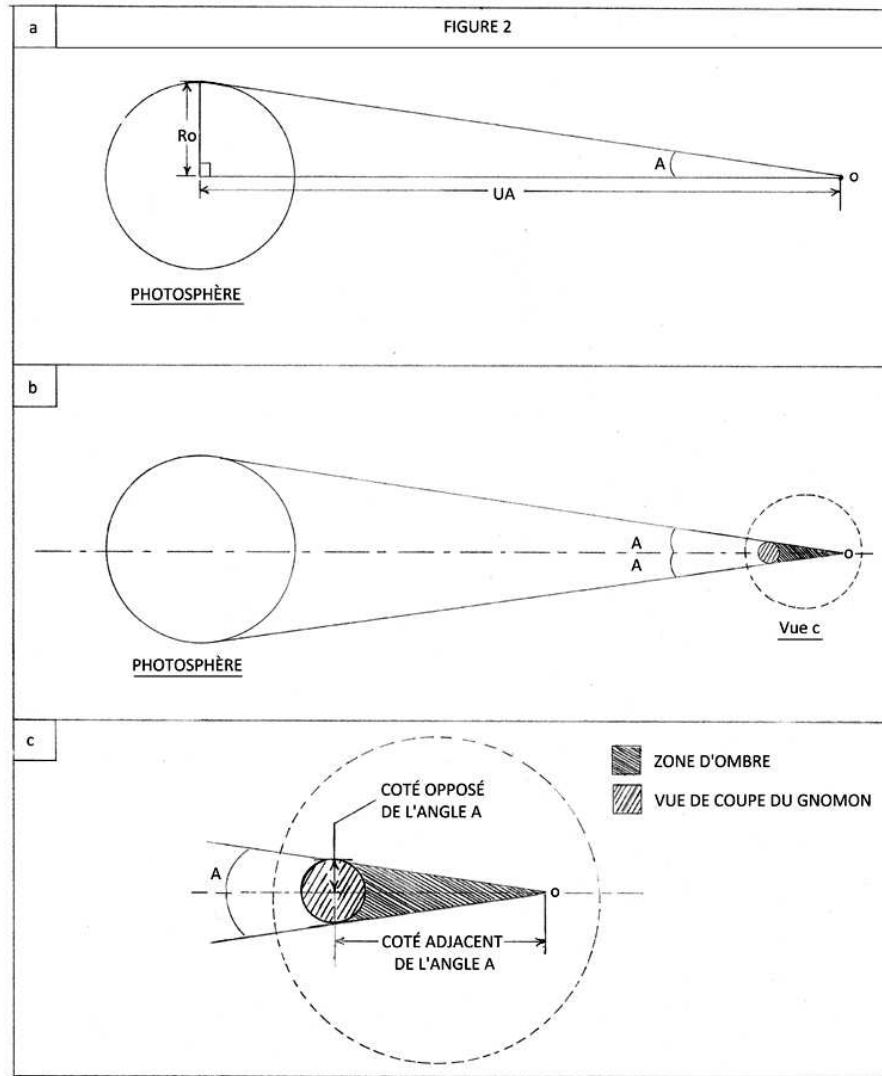 a
FIGURE 2
Ro
A
O
UA
PHOTOSPHÈRE
b
A
A
O
Vue c
PHOTOSPHÈRE
c
ZONE D'OMBRE
COTÉ OPPOSÉ
DE L'ANGLE A
VUE DE COUPE DU GNOMON
A
O
COTÉ ADJACENT
DE L'ANGLE A